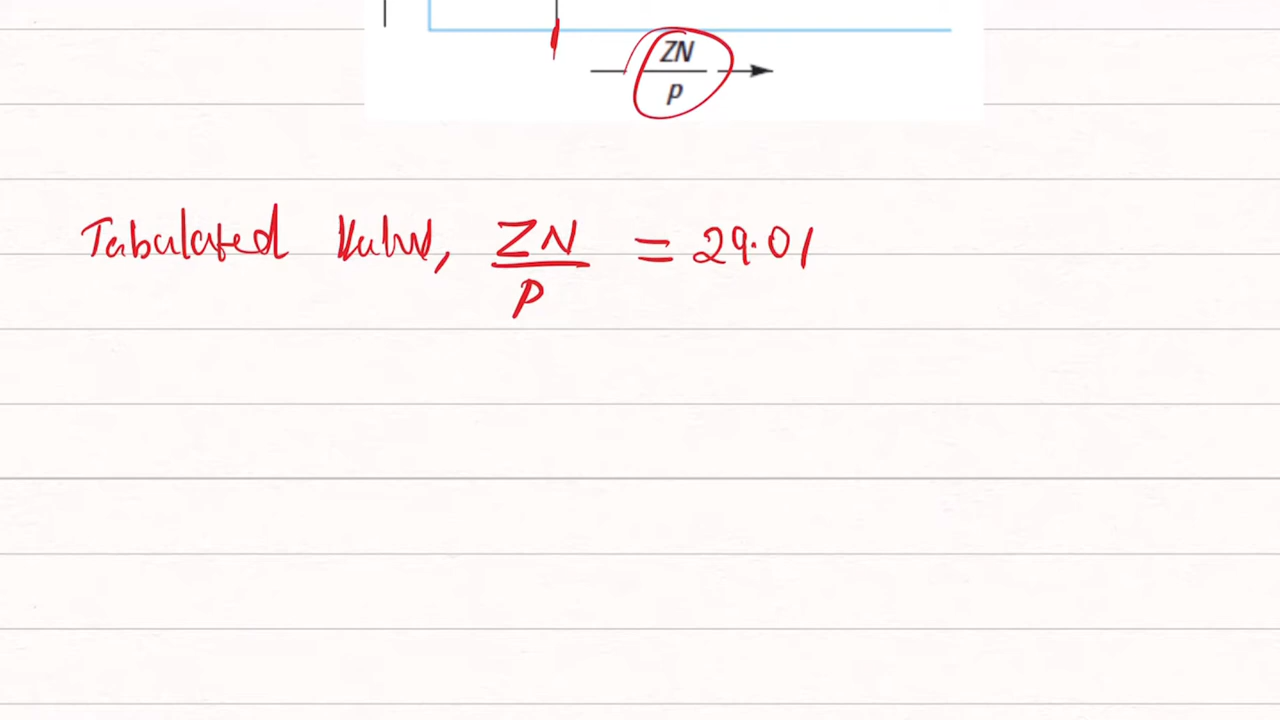 ZN
p
Tabulated Value, ZN = 29.01
P